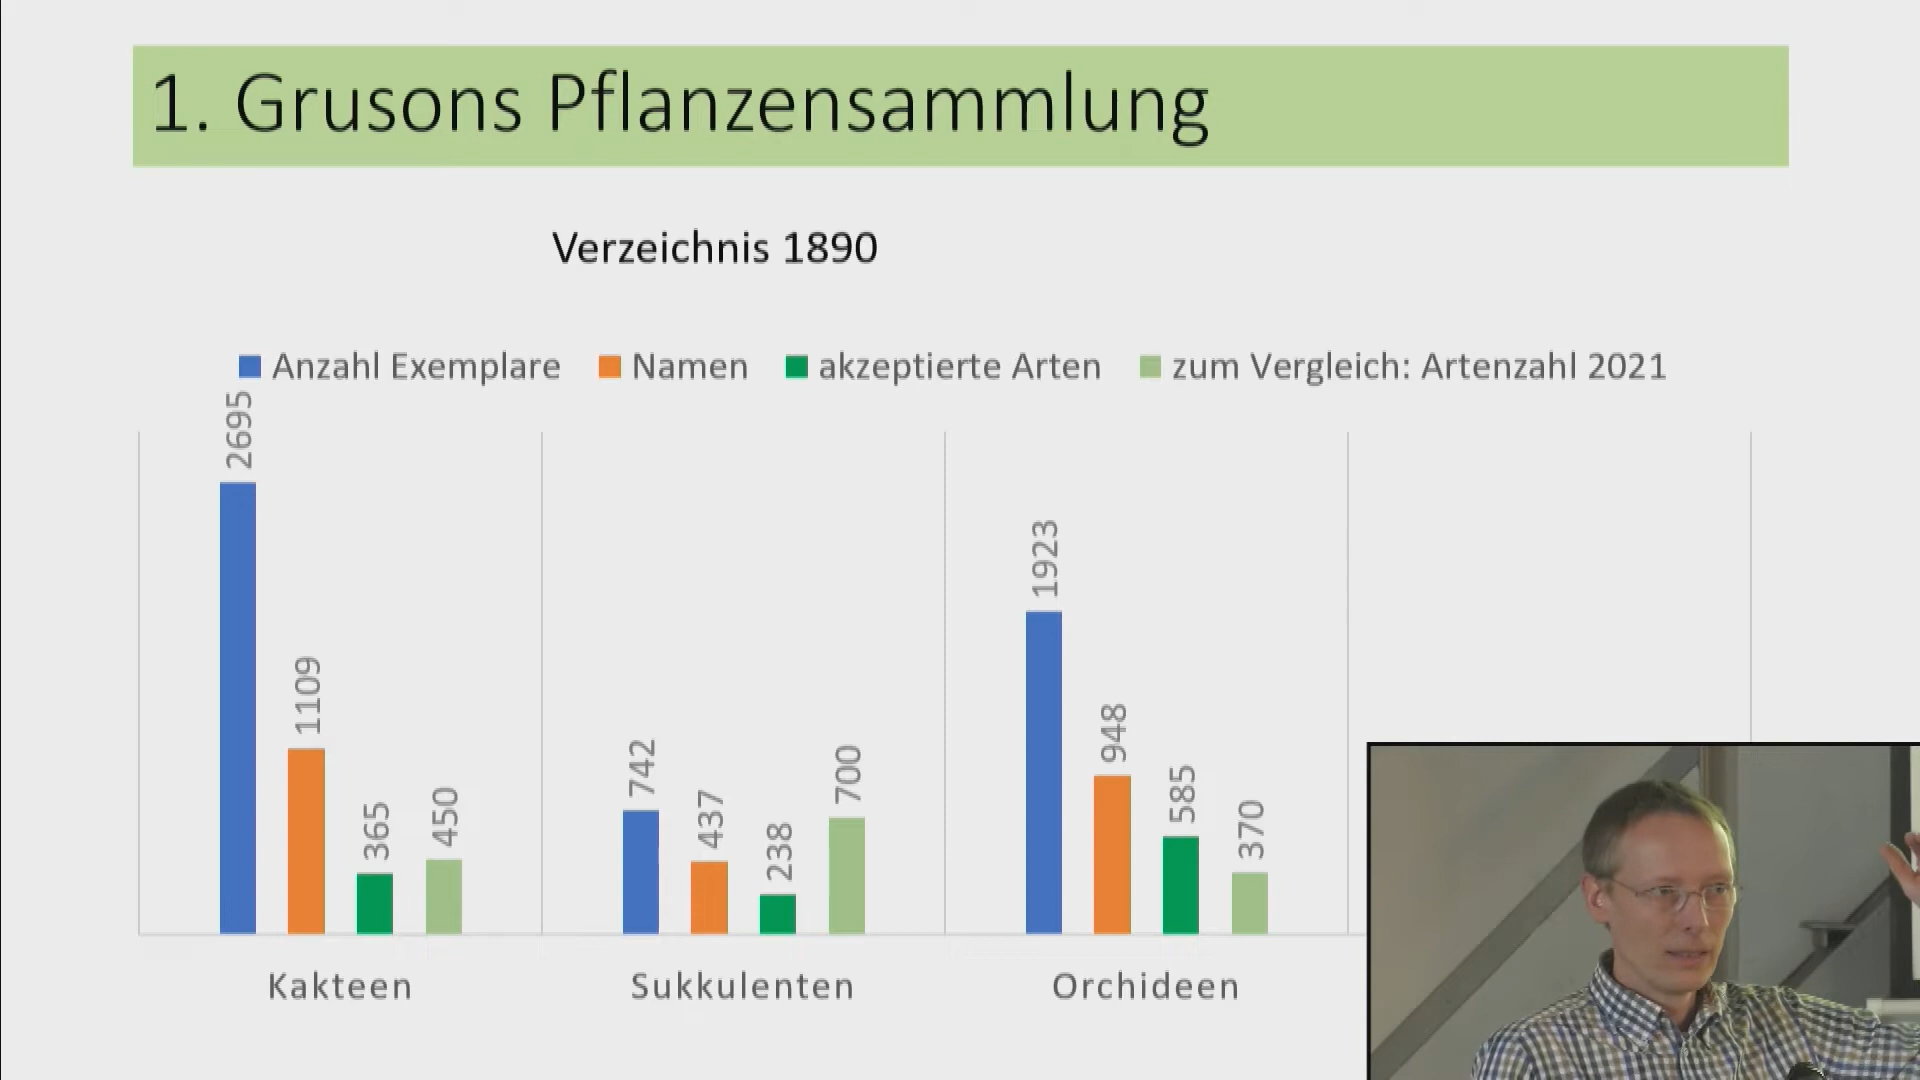 1. Grusons Pflanzensammlung
Verzeichnis 1890
Anzahl Exemplare Namen akzeptierte Arten zum Vergleich: Artenzahl 2021
2695 1109 365 450
742 437 238 700
1923 948 585 370
Kakteen Sukkulenten Orchideen